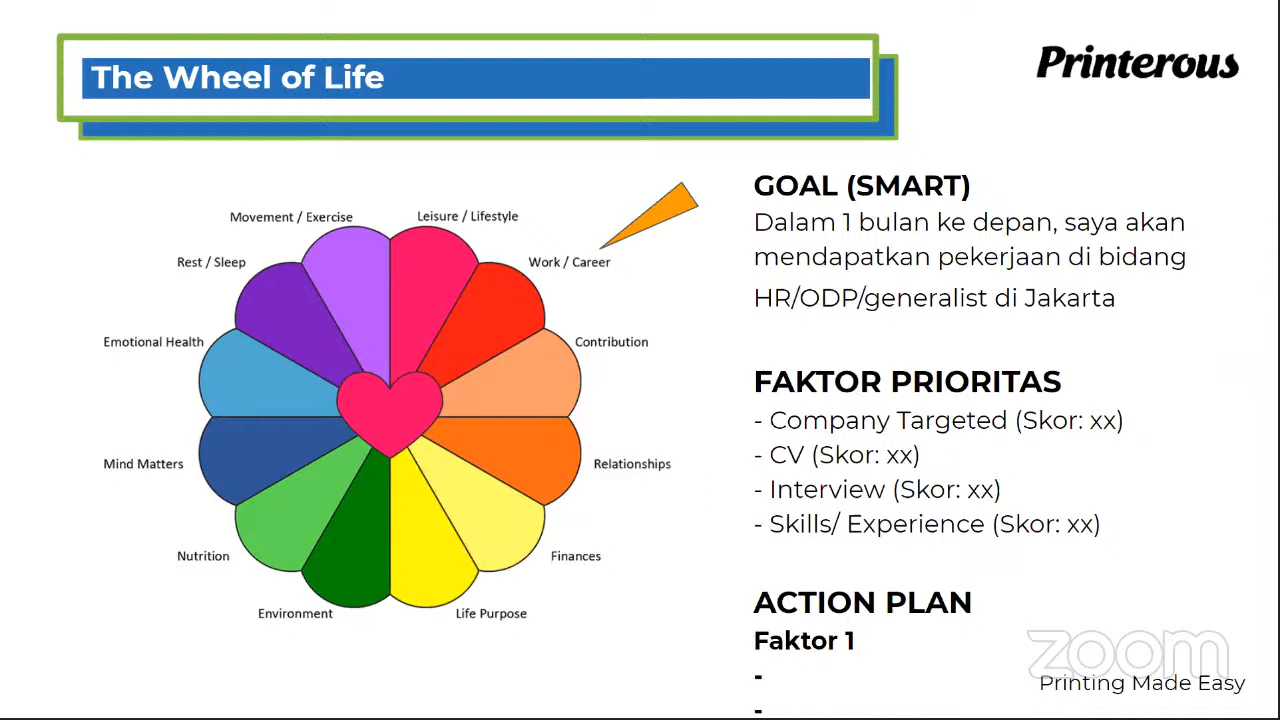 The Wheel of Life
Printerous
Movement / Exercise
Leisure / Lifestyle
Rest / Sleep
Work / Career
Emotional Health
Contribution
Mind Matters
Relationships
Nutrition
Finances
Environment
Life Purpose
GOAL (SMART)
Dalam 1 bulan ke depan, saya akan
mendapatkan pekerjaan di bidang
HR/ODP/generalist di Jakarta
FAKTOR PRIORITAS
- Company Targeted (Skor: xx)
- CV (Skor: xx)
- Interview (Skor: xx)
- Skills/ Experience (Skor: xx)
ACTION PLAN
Faktor 1
-
-
zoom
Printing Made Easy